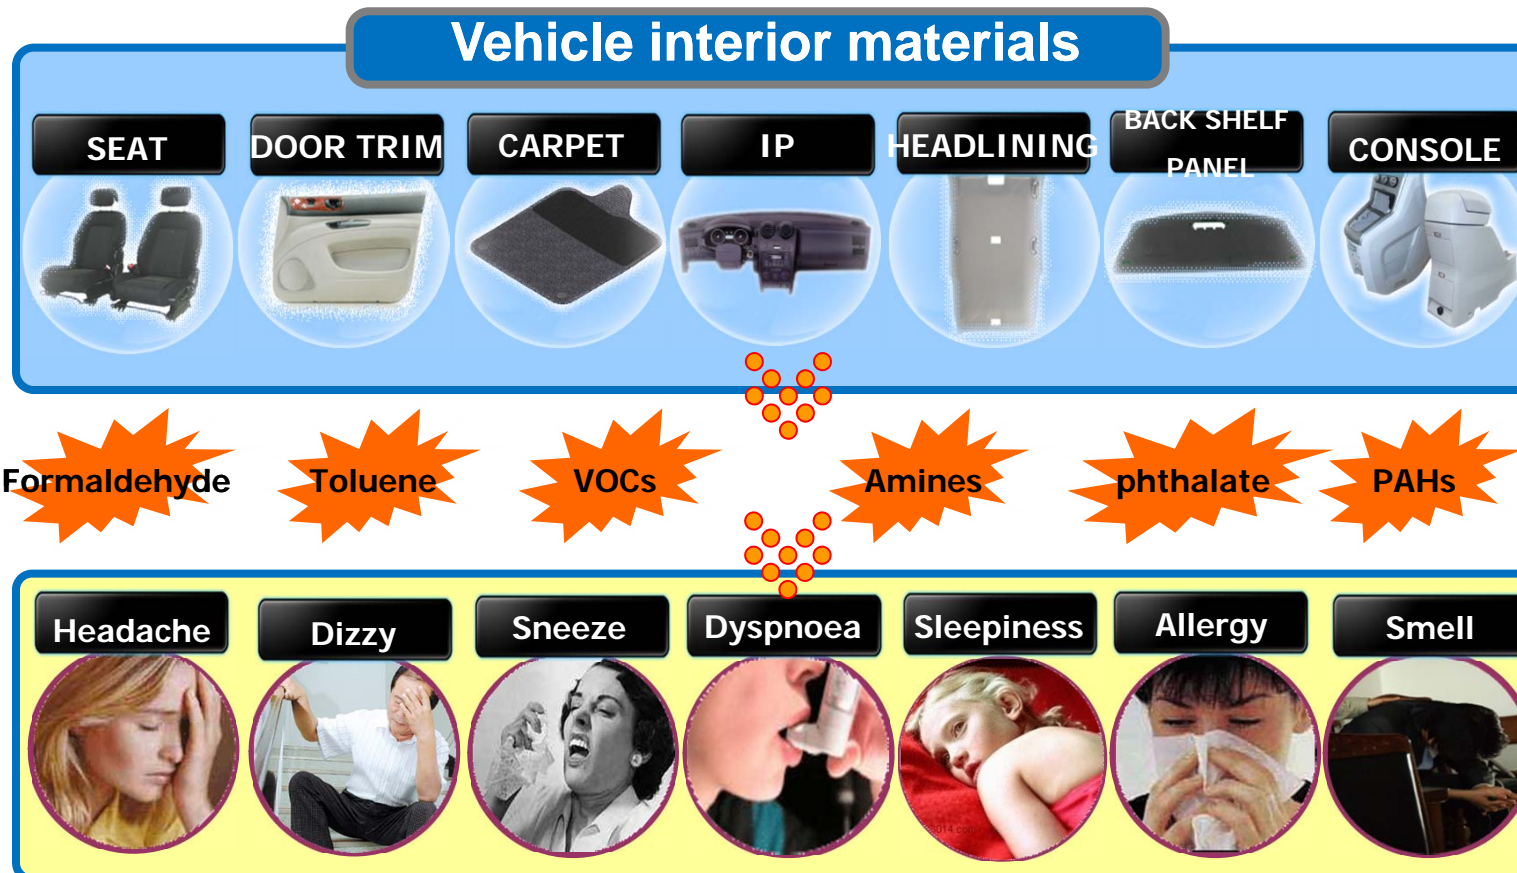 Vehicle interior materials
SEAT
DOOR TRIM
CARPET
IP
HEADLINING
BACK SHELF
PANEL
CONSOLE
Formaldehyde
Toluene
VOCs
Amines
phthalate
PAHs
Headache
Dizzy
Sneeze
Dyspnoea
Sleepiness
Allergy
Smell